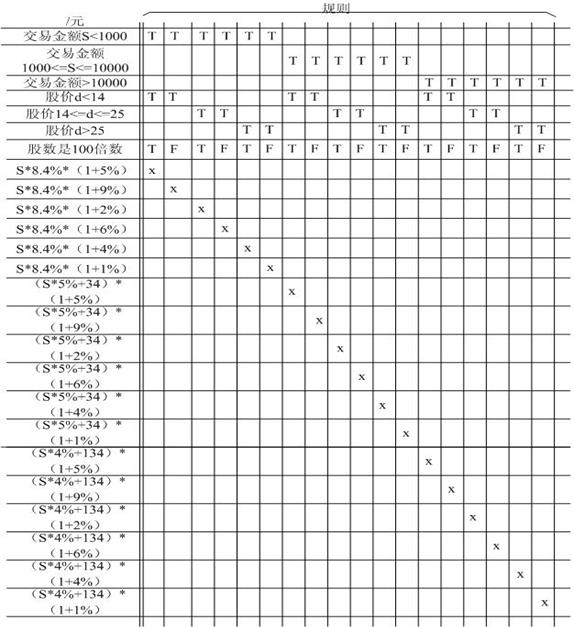 规则
/元
交易金额S<1000 T T T T T T
交易金额
1000<=S<=10000 T T T T T T
交易金额>10000 T T T T T T
股价d<14 T T T T T T
股价14<=d<=25 T T T T T T
股价d>25 T T T T T T
股数是100倍数 T F T F T F T F T F T F T F T F T F
S*8.4%*（1+5%） x
S*8.4%*（1+9%） x
S*8.4%*（1+2%） x
S*8.4%*（1+6%） x
S*8.4%*（1+4%） x
S*8.4%*（1+1%） x
（S*5%+34）*
（1+5%） x
（S*5%+34）*
（1+9%） x
（S*5%+34）*
（1+2%） x
（S*5%+34）*
（1+6%） x
（S*5%+34）*
（1+4%） x
（S*5%+34）*
（1+1%） x
（S*4%+134）*
（1+5%） x
（S*4%+134）*
（1+9%） x
（S*4%+134）*
（1+2%） x
（S*4%+134）*
（1+6%） x
（S*4%+134）*
（1+4%） x
（S*4%+134）*
（1+1%） x